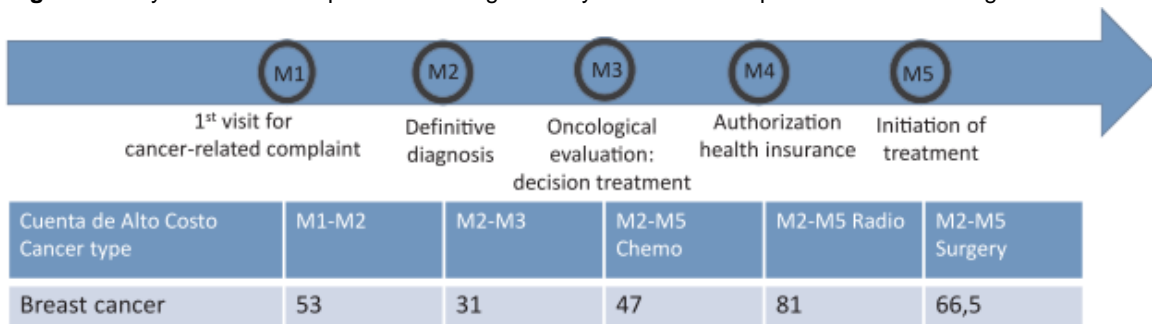 M1 M2 M3 M4 M5
1st visit for
cancer-related complaint
Definitive
diagnosis
Oncological
evaluation:
decision treatment
Authorization
health insurance
Initiation of
treatment
Cuenta de Alto Costo
Cancer type
M1-M2
M2-M3
M2-M5
Chemo
M2-M5 Radio
M2-M5
Surgery
Breast cancer 53 31 47 81 66,5